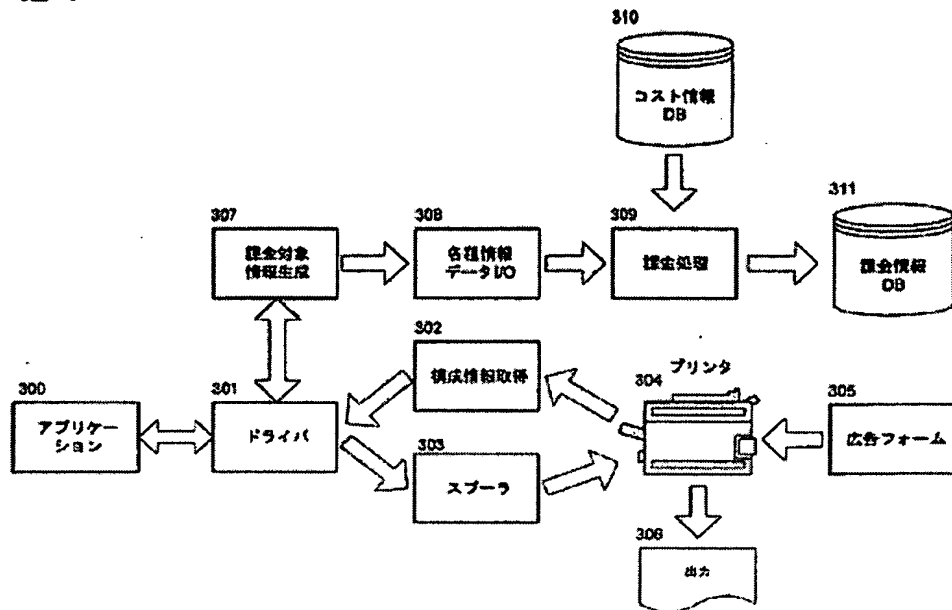 310
コスト情報
DB
311
課金情報
DB
307
課金対象
情報生成
308
各種情報
データI/O
309
課金処理
302
構成情報取得
304
プリンタ
305
広告フォーム
300
アプリケー
ション
301
ドライバ
303
スプーラ
306
出力